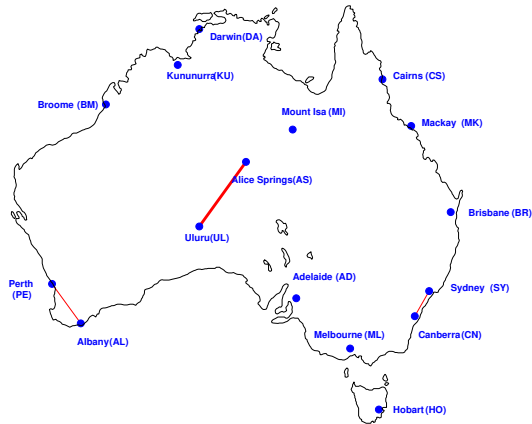 Darwin(DA)
Kununurra(KU)
Cairns (CS)
Broome (BM)
Mount Isa (MI)
Mackay (MK)
Alice Springs(AS)
Brisbane (BR)
Uluru(UL)
Adelaide (AD)
Perth
(PE)
Sydney (SY)
Albany(AL)
Melbourne (ML)
Canberra(CN)
Hobart(HO)